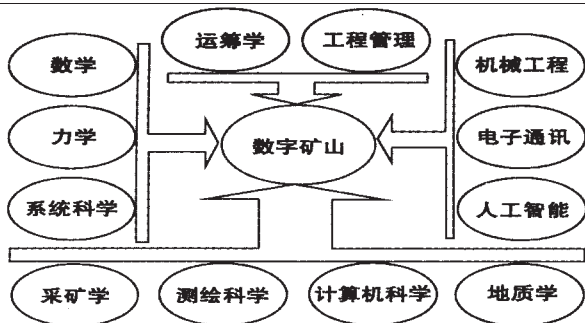 运筹学
工程管理
数学
机械工程
力学
数字矿山
电子通讯
系统科学
人工智能
采矿学
测绘科学
计算机科学
地质学